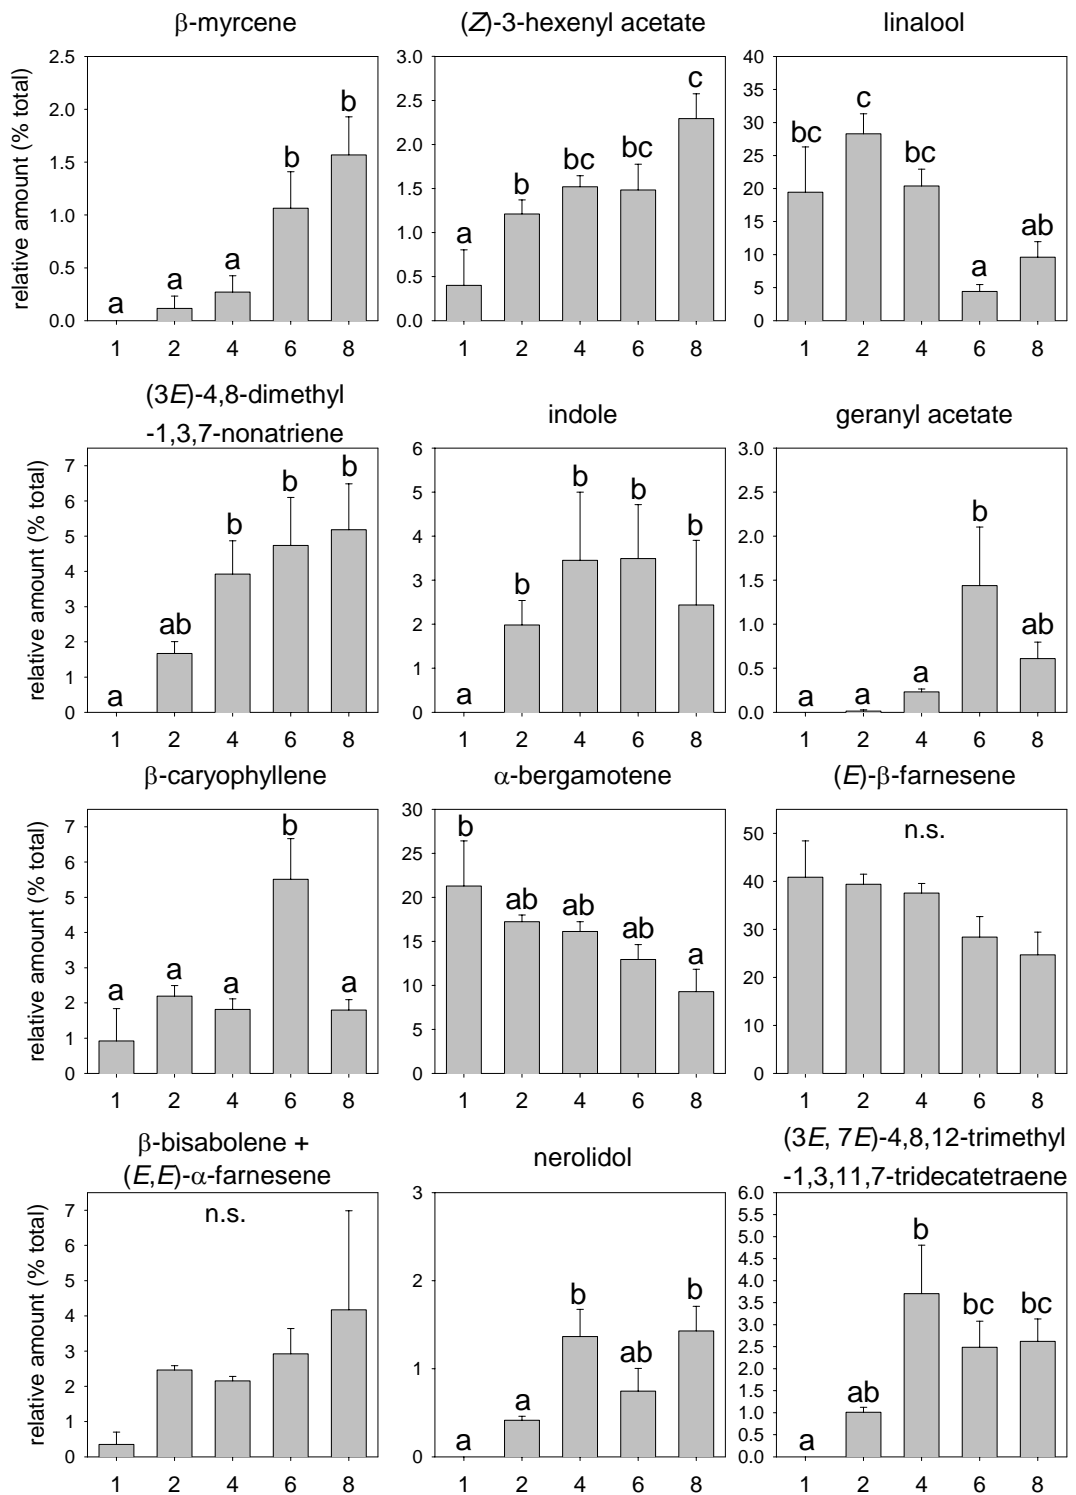 β-myrcene
(Z)-3-hexenyl acetate
linalool
relative amount (% total)
2.5
2.0
1.5
1.0
0.5
0.0
a
a
a
b
b
1 2 4 6 8
3.0
2.5
2.0
1.5
1.0
0.5
0.0
a
b
bc
bc
c
1 2 4 6 8
40
35
30
25
20
15
10
5
0
bc
c
bc
a
ab
1 2 4 6 8
(3E)-4,8-dimethyl
-1,3,7-nonatriene
indole
geranyl acetate
relative amount (% total)
7
6
5
4
3
2
1
0
a
ab
b
b
b
1 2 4 6 8
6
5
4
3
2
1
0
a
b
b
b
b
1 2 4 6 8
3.0
2.5
2.0
1.5
1.0
0.5
0.0
a
a
a
b
ab
1 2 4 6 8
β-caryophyllene
α-bergamotene
(E)-β-farnesene
relative amount (% total)
7
6
5
4
3
2
1
0
a
a
a
b
a
1 2 4 6 8
30
25
20
15
10
5
0
b
ab
ab
ab
a
1 2 4 6 8
50
40
30
20
10
0
n.s.
1 2 4 6 8
β-bisabolene +
(E,E)-α-farnesene
nerolidol
(3E, 7E)-4,8,12-trimethyl
-1,3,11,7-tridecatetraene
relative amount (% total)
7
6
5
4
3
2
1
0
n.s.
1 2 4 6 8
3
2
1
0
a
a
b
ab
b
1 2 4 6 8
6.0
5.5
5.0
4.5
4.0
3.5
3.0
2.5
2.0
1.5
1.0
0.5
0.0
a
ab
b
bc
bc
1 2 4 6 8